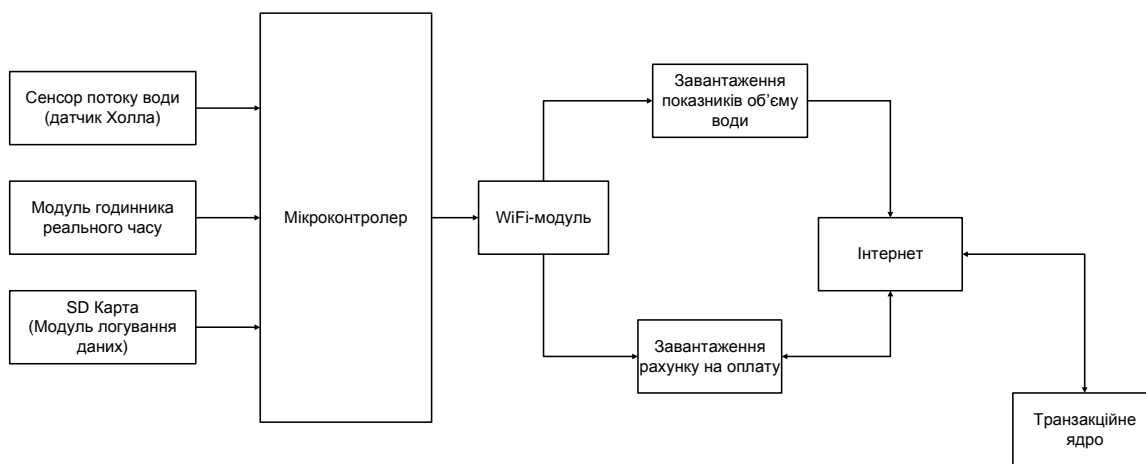 Сенсор потоку води
(датчик Холла)
Модуль годинника
реального часу
SD Карта
(Модуль логування
даних)
Мікроконтролер
WiFi-модуль
Завантаження
показників об’єму
води
Завантаження
рахунку на оплату
Інтернет
Транзакційне
ядро